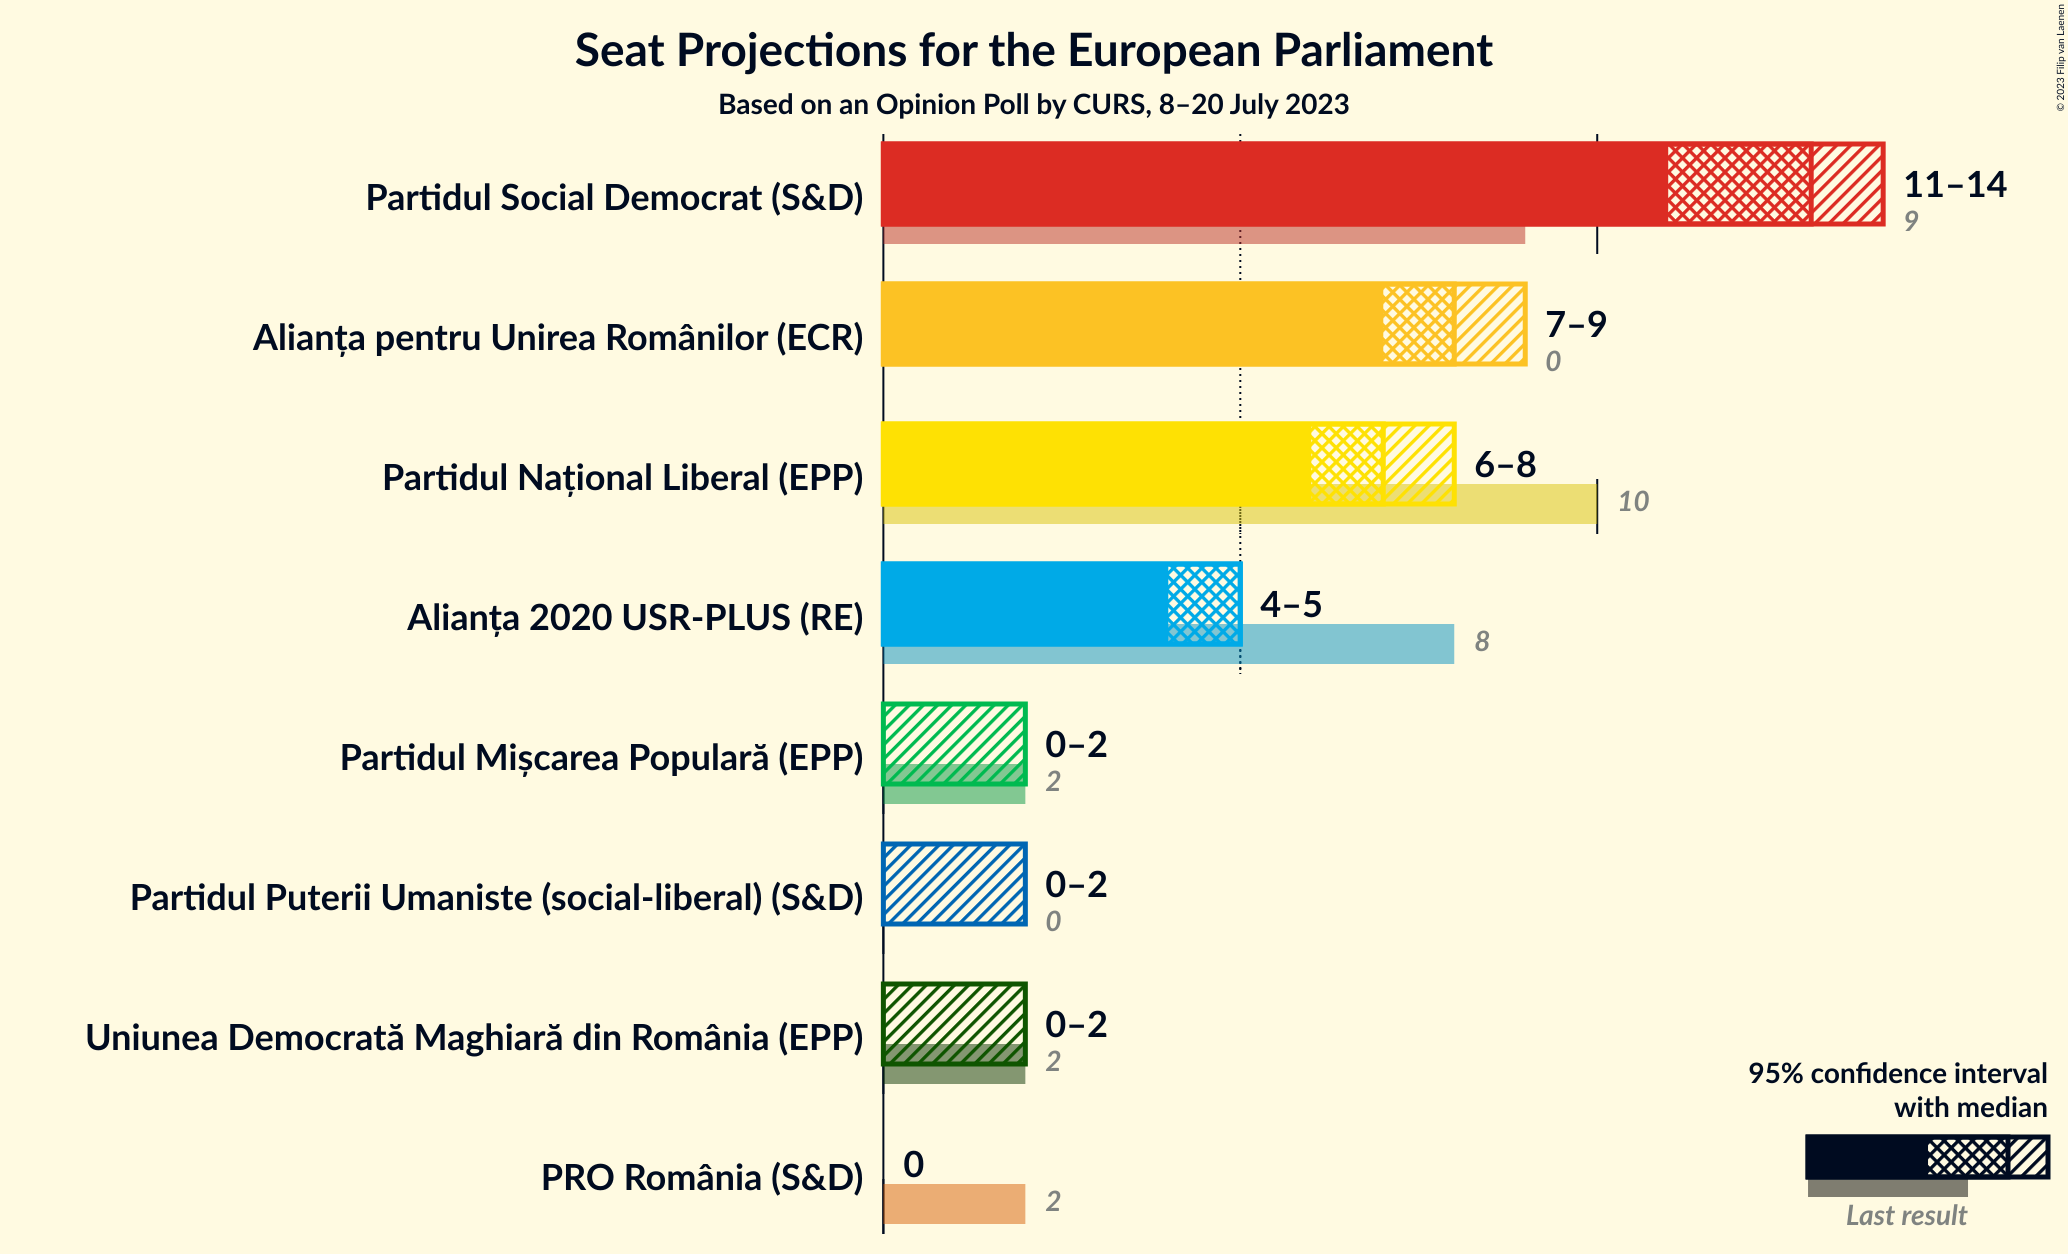 Seat Projections for the European Parliament
Based on an Opinion Poll by CURS, 8–20 July 2023
© 2023 Filip van Laenen
Partidul Social Democrat (S&D)
11–14
9
Alianța pentru Unirea Românilor (ECR)
7–9
0
Partidul Național Liberal (EPP)
6–8
10
Alianța 2020 USR-PLUS (RE)
4–5
8
Partidul Mișcarea Populară (EPP)
0–2
2
Partidul Puterii Umaniste (social-liberal) (S&D)
0–2
0
Uniunea Democrată Maghiară din România (EPP)
0–2
2
PRO România (S&D)
0
2
95% confidence interval
with median
Last result